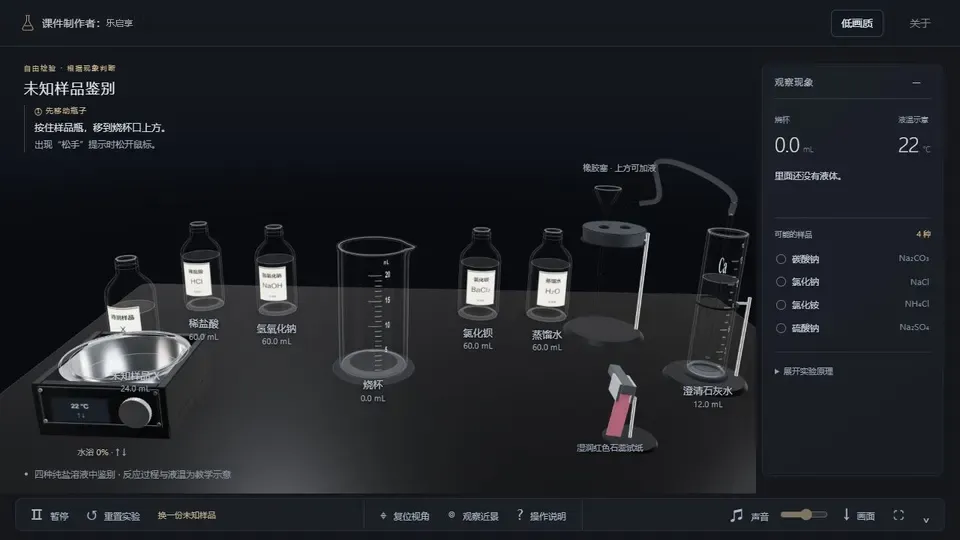 课件制作者：乐启享
低画质
关于
自由检验 · 根据现象判断
未知样品鉴别
① 先移动瓶子
按住样品瓶，移到烧杯口上方。
出现“松手”提示时松开鼠标。
观察现象
烧杯
液温示意
0.0 mL
22 °C
里面还没有液体。
可能的样品
4 种
碳酸钠 Na₂CO₃
氯化钠 NaCl
氯化铵 NH₄Cl
硫酸钠 Na₂SO₄
展开实验原理
橡胶塞 · 上方可加液
X
稀盐酸
HCl
稀盐酸
60.0 mL
氢氧化钠
NaOH
氢氧化钠
60.0 mL
mL
20
15
10
5
烧杯
0.0 mL
氯化钡
BaCl₂
氯化钡
60.0 mL
蒸馏水
H₂O
蒸馏水
60.0 mL
Ca
澄清石灰水
12.0 mL
未知样品 X
24.0 mL
22 °C
↑↓
水浴 0% · ↑↓
湿润红色石蕊试纸
四种纯盐溶液中鉴别 · 反应过程与液温为教学示意
暂停
重置实验
换一份未知样品
复位视角
观察近景
? 操作说明
声音
画面